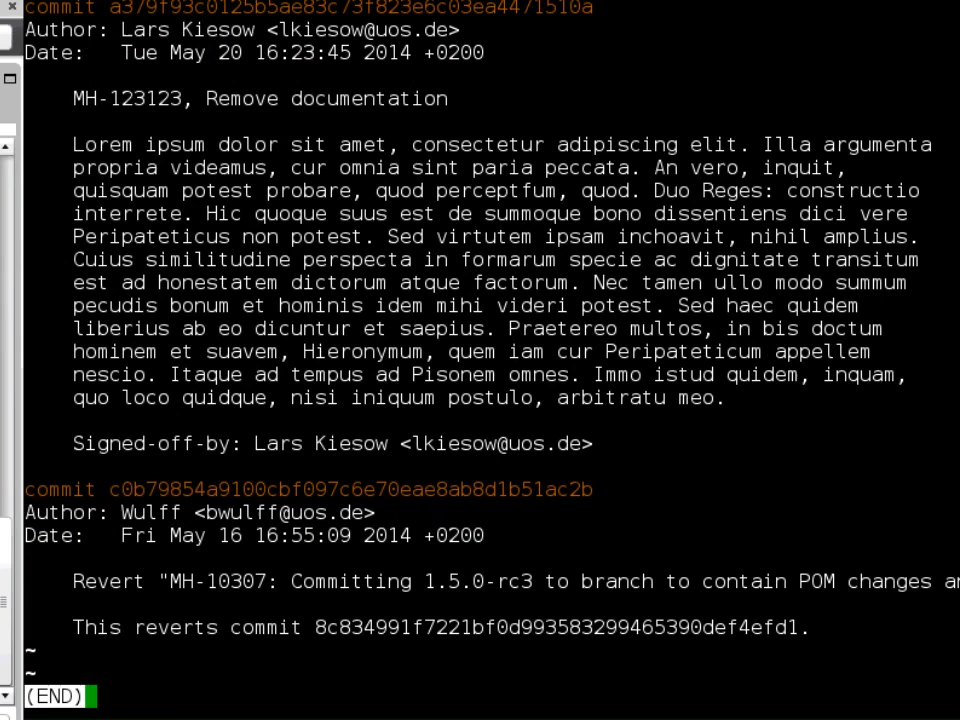 commit a379f93c0125b5ae83c73f823e6c03ea4471510a
Author: Lars Kiesow <lkiesow@uos.de>
Date:   Tue May 20 16:23:45 2014 +0200
MH-123123, Remove documentation
Lorem ipsum dolor sit amet, consectetur adipiscing elit. Illa argumenta
propria videamus, cur omnia sint paria peccata. An vero, inquit,
quisquam potest probare, quod perceptfum, quod. Duo Reges: constructio
interrete. Hic quoque suus est de summoque bono dissentiens dici vere
Peripateticus non potest. Sed virtutem ipsam inchoavit, nihil amplius.
Cuius similitudine perspecta in formarum specie ac dignitate transitum
est ad honestatem dictorum atque factorum. Nec tamen ullo modo summum
pecudis bonum et hominis idem mihi videri potest. Sed haec quidem
liberius ab eo dicuntur et saepius. Praetereo multos, in bis doctum
hominem et suavem, Hieronymum, quem iam cur Peripateticum appellem
nescio. Itaque ad tempus ad Pisonem omnes. Immo istud quidem, inquam,
quo loco quidque, nisi iniquum postulo, arbitratu meo.
Signed-off-by: Lars Kiesow <lkiesow@uos.de>
commit c0b79854a9100cbf097c6e70eae8ab8d1b51ac2b
Author: Wulff <bwulff@uos.de>
Date:   Fri May 16 16:55:09 2014 +0200
Revert "MH-10307: Committing 1.5.0-rc3 to branch to contain POM changes an
This reverts commit 8c834991f7221bf0d993583299465390def4efd1.
~
~
(END)